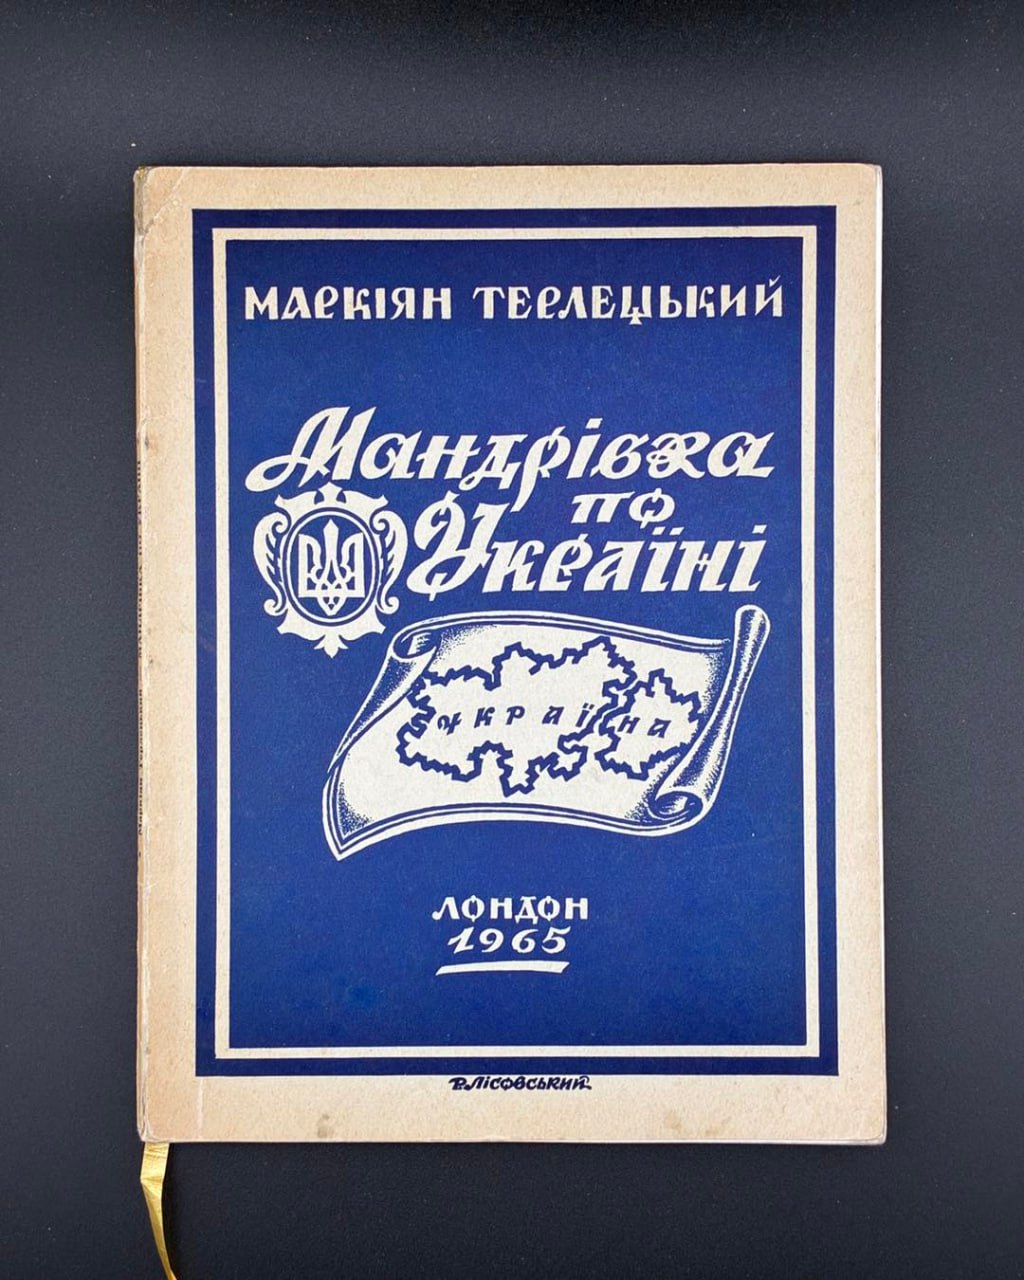 Маркіян Терлецький
Мандрівка
по
Україні
Україна
Лондон
1965
Р. Лісовський